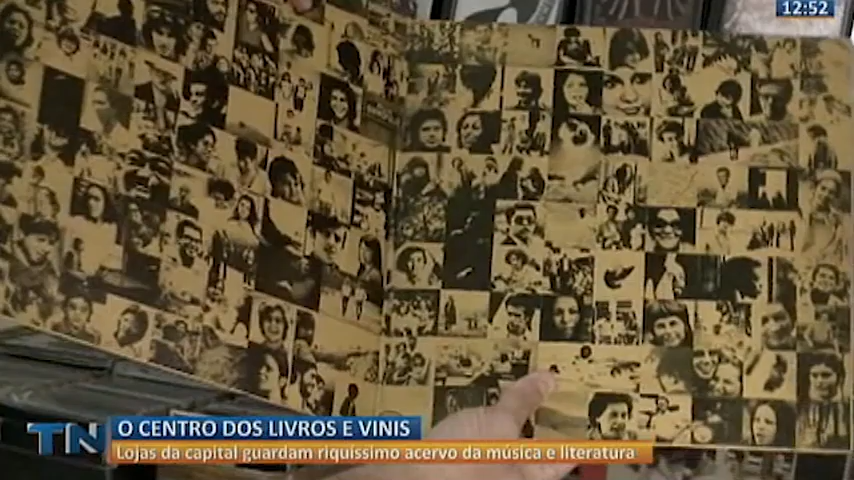 12:52
TN
O CENTRO DOS LIVROS E VINIS
Lojas da capital guardam riquíssimo acervo da música e literatura